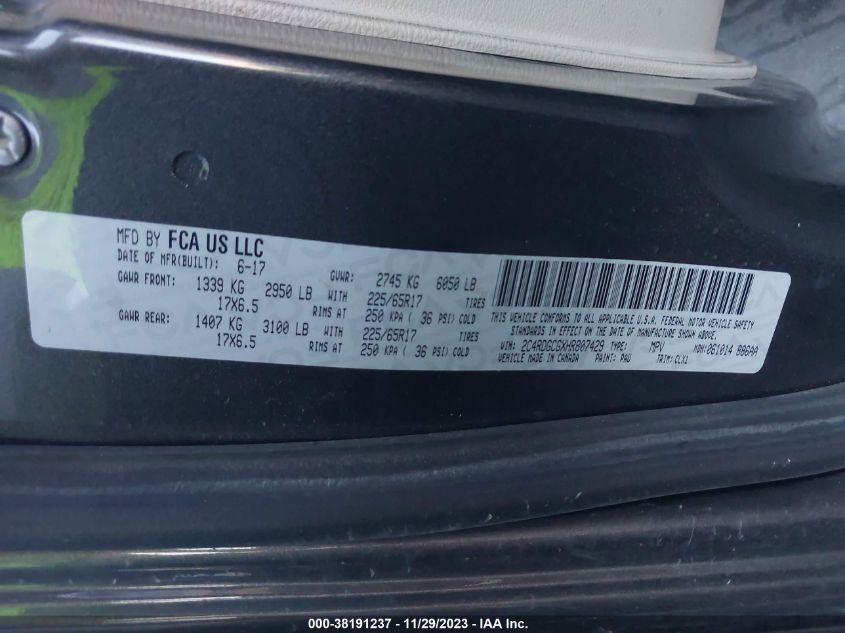 MFD BY FCA US LLC
DATE OF MFR(BUILT): 6-17
GVWR: 2745 KG 6050 LB
GAWR FRONT: 1339 KG 2950 LB WITH 225/65R17 TIRES
17X6.5 RIMS AT 250 KPA ( 36 PSI) COLD
GAWR REAR: 1407 KG 3100 LB WITH 225/65R17 TIRES
17X6.5 RIMS AT 250 KPA ( 36 PSI) COLD
THIS VEHICLE CONFORMS TO ALL APPLICABLE U.S.A. FEDERAL MOTOR VEHICLE SAFETY
STANDARDS IN EFFECT ON THE DATE OF MANUFACTURE SHOWN ABOVE.
VIN: 2C4RDGCGXHR807429 TYPE: MPV MDH:061014 886AA
VEHICLE MADE IN CANADA PAINT: PAU TRIM:CLX1
000-38191237 - 11/29/2023 - IAA Inc.